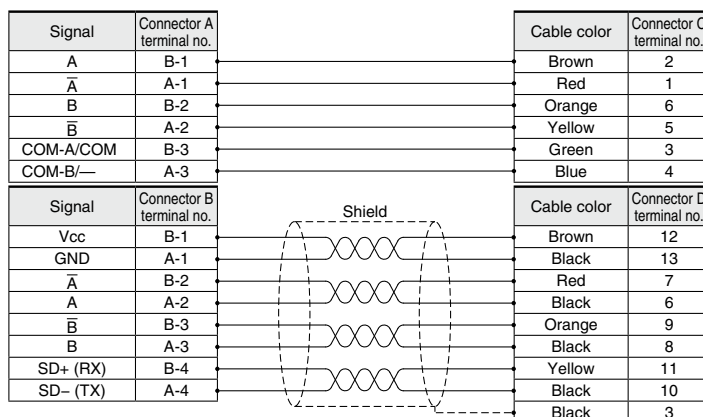 Signal Connector A terminal no. Cable color Connector C terminal no.
A B-1 Brown 2
A̅ A-1 Red 1
B B-2 Orange 6
B̅ A-2 Yellow 5
COM-A/COM B-3 Green 3
COM-B/— A-3 Blue 4
Signal Connector B terminal no. Shield Cable color Connector D terminal no.
Vcc B-1 Brown 12
GND A-1 Black 13
A̅ B-2 Red 7
A A-2 Black 6
B̅ B-3 Orange 9
B A-3 Black 8
SD+ (RX) B-4 Yellow 11
SD− (TX) A-4 Black 10
Black 3